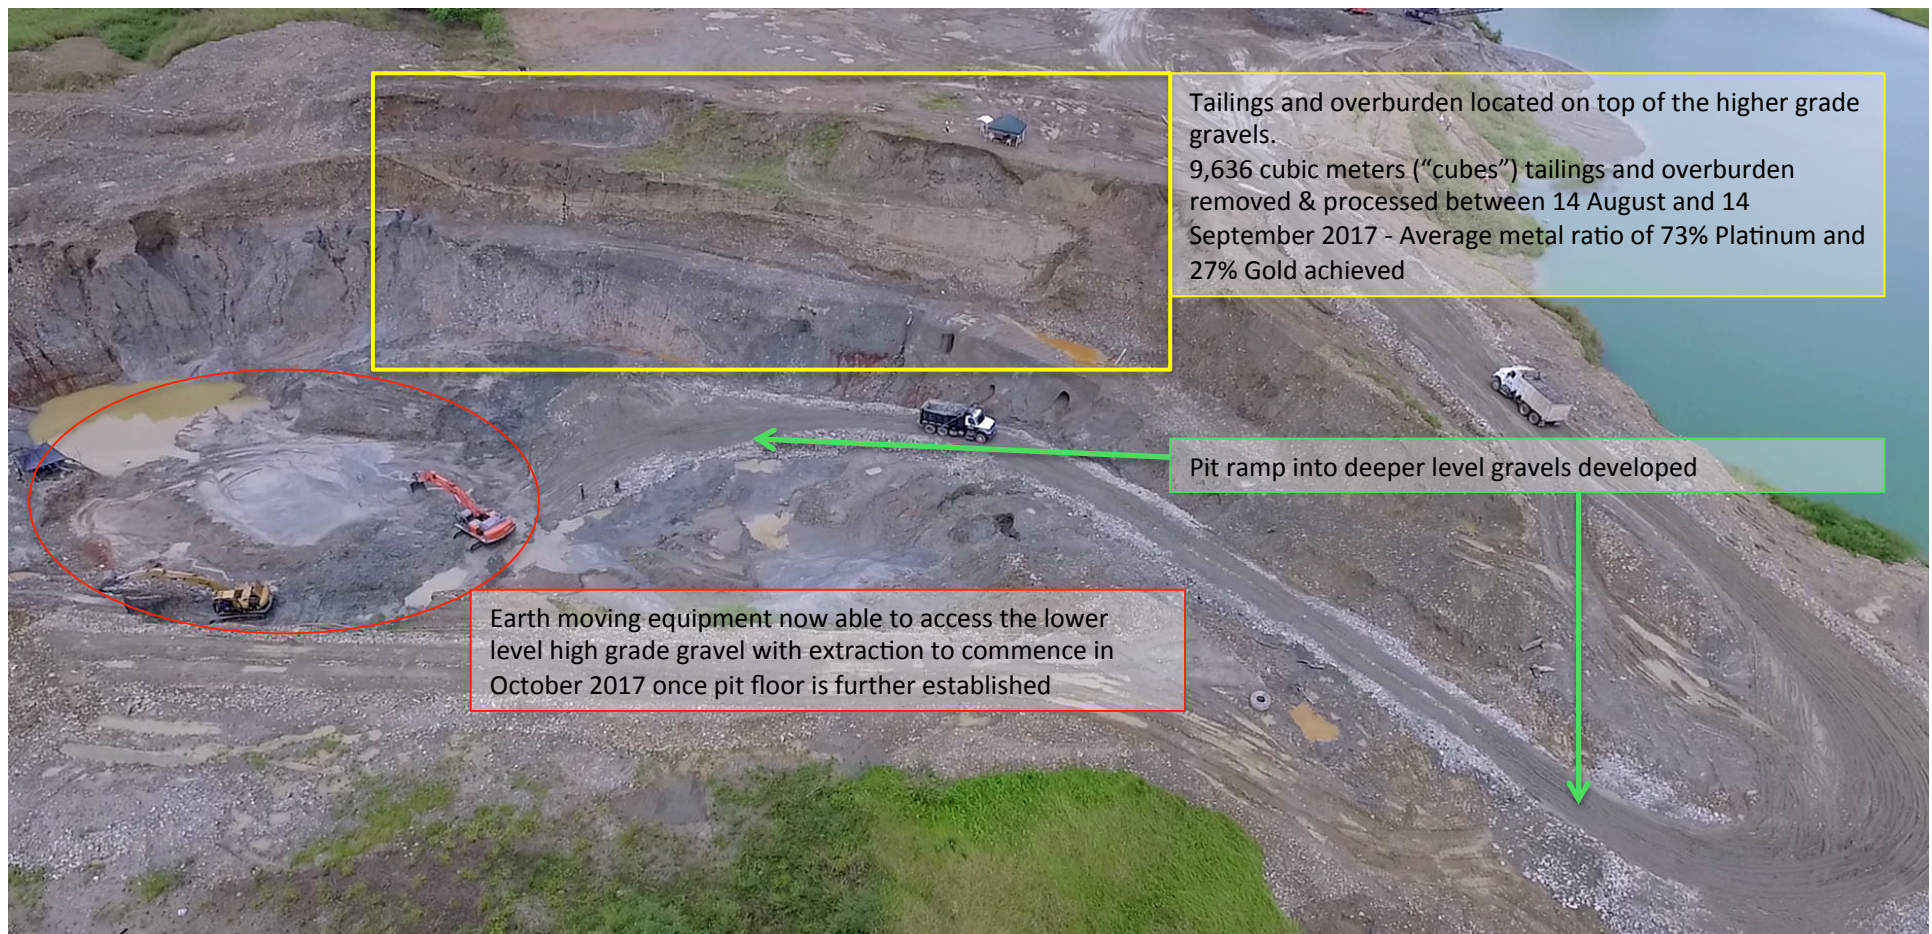 Tailings and overburden located on top of the higher grade
gravels.
9,636 cubic meters (“cubes”) tailings and overburden
removed & processed between 14 August and 14
September 2017 - Average metal ratio of 73% Platinum and
27% Gold achieved
Pit ramp into deeper level gravels developed
Earth moving equipment now able to access the lower
level high grade gravel with extraction to commence in
October 2017 once pit floor is further established